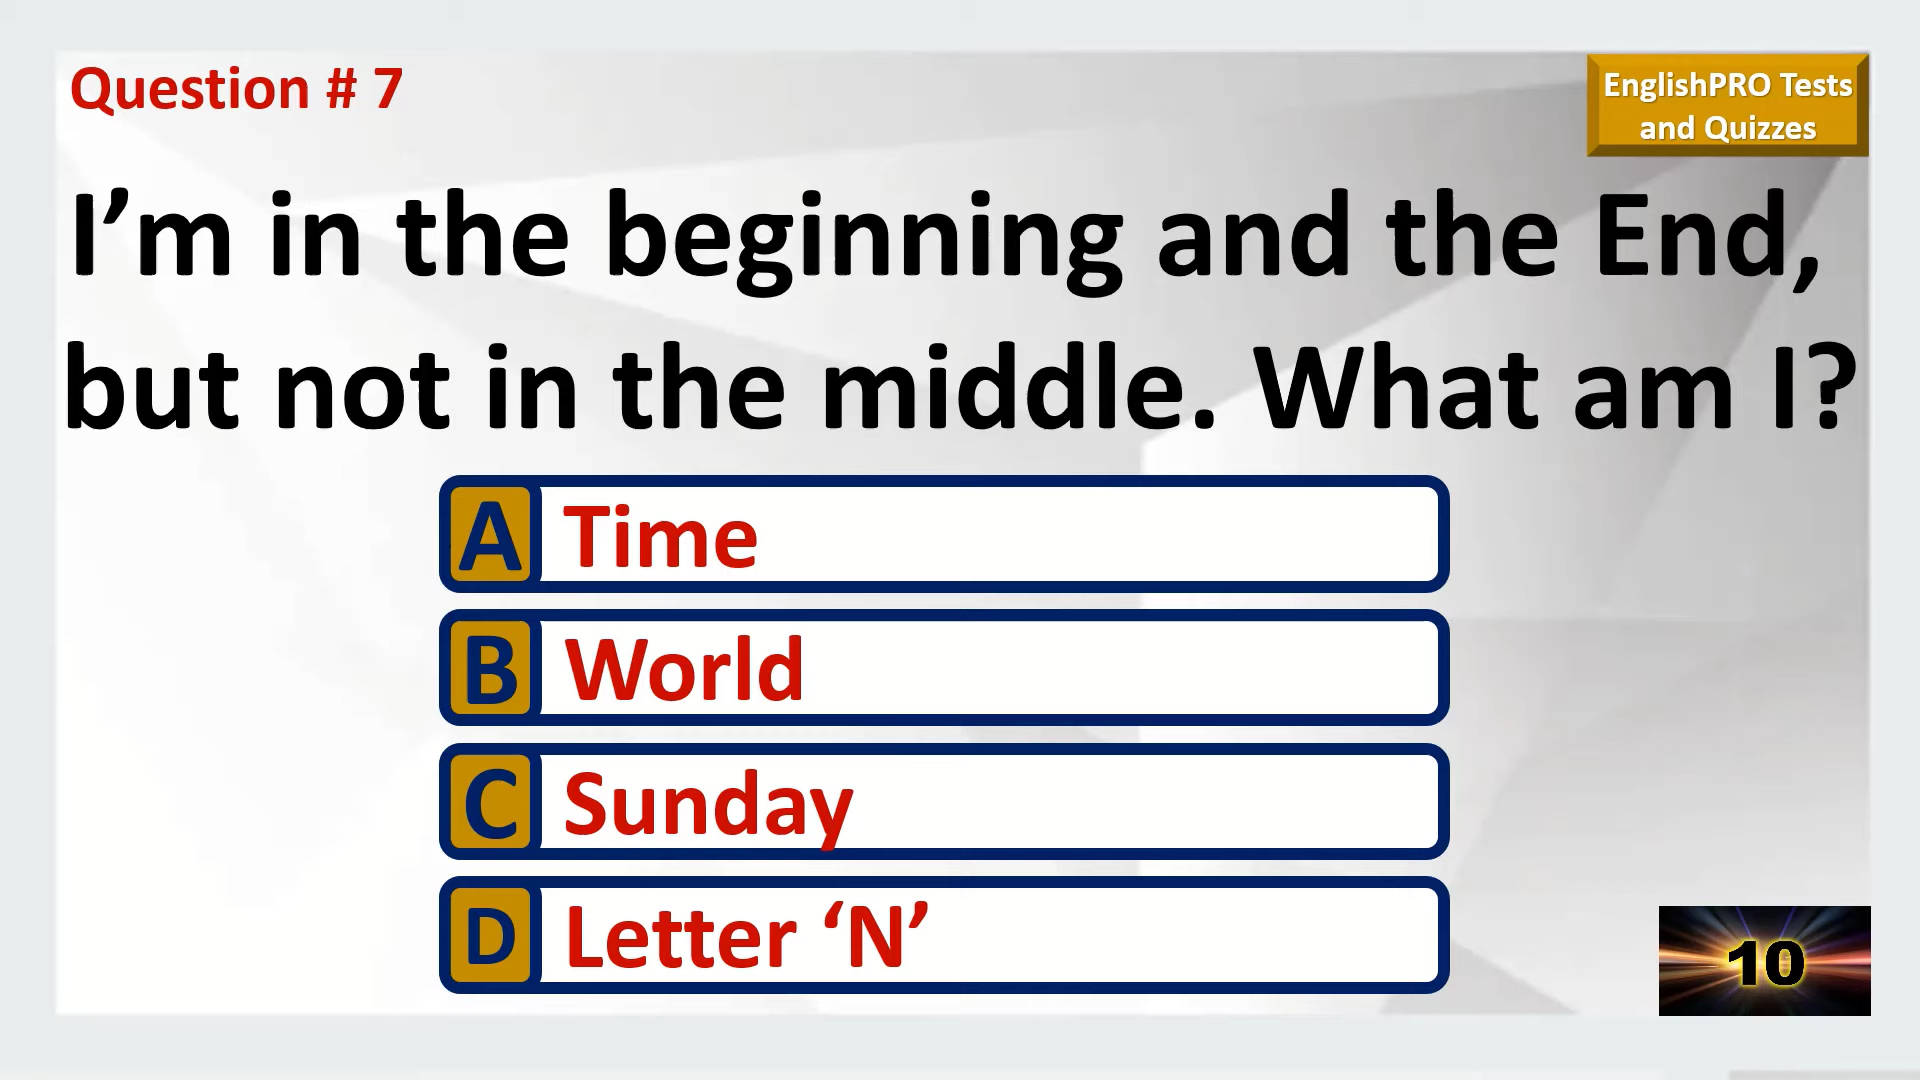 Question # 7
EnglishPRO Tests
and Quizzes
I’m in the beginning and the End,
but not in the middle. What am I?
A Time
B World
C Sunday
D Letter ‘N’
10